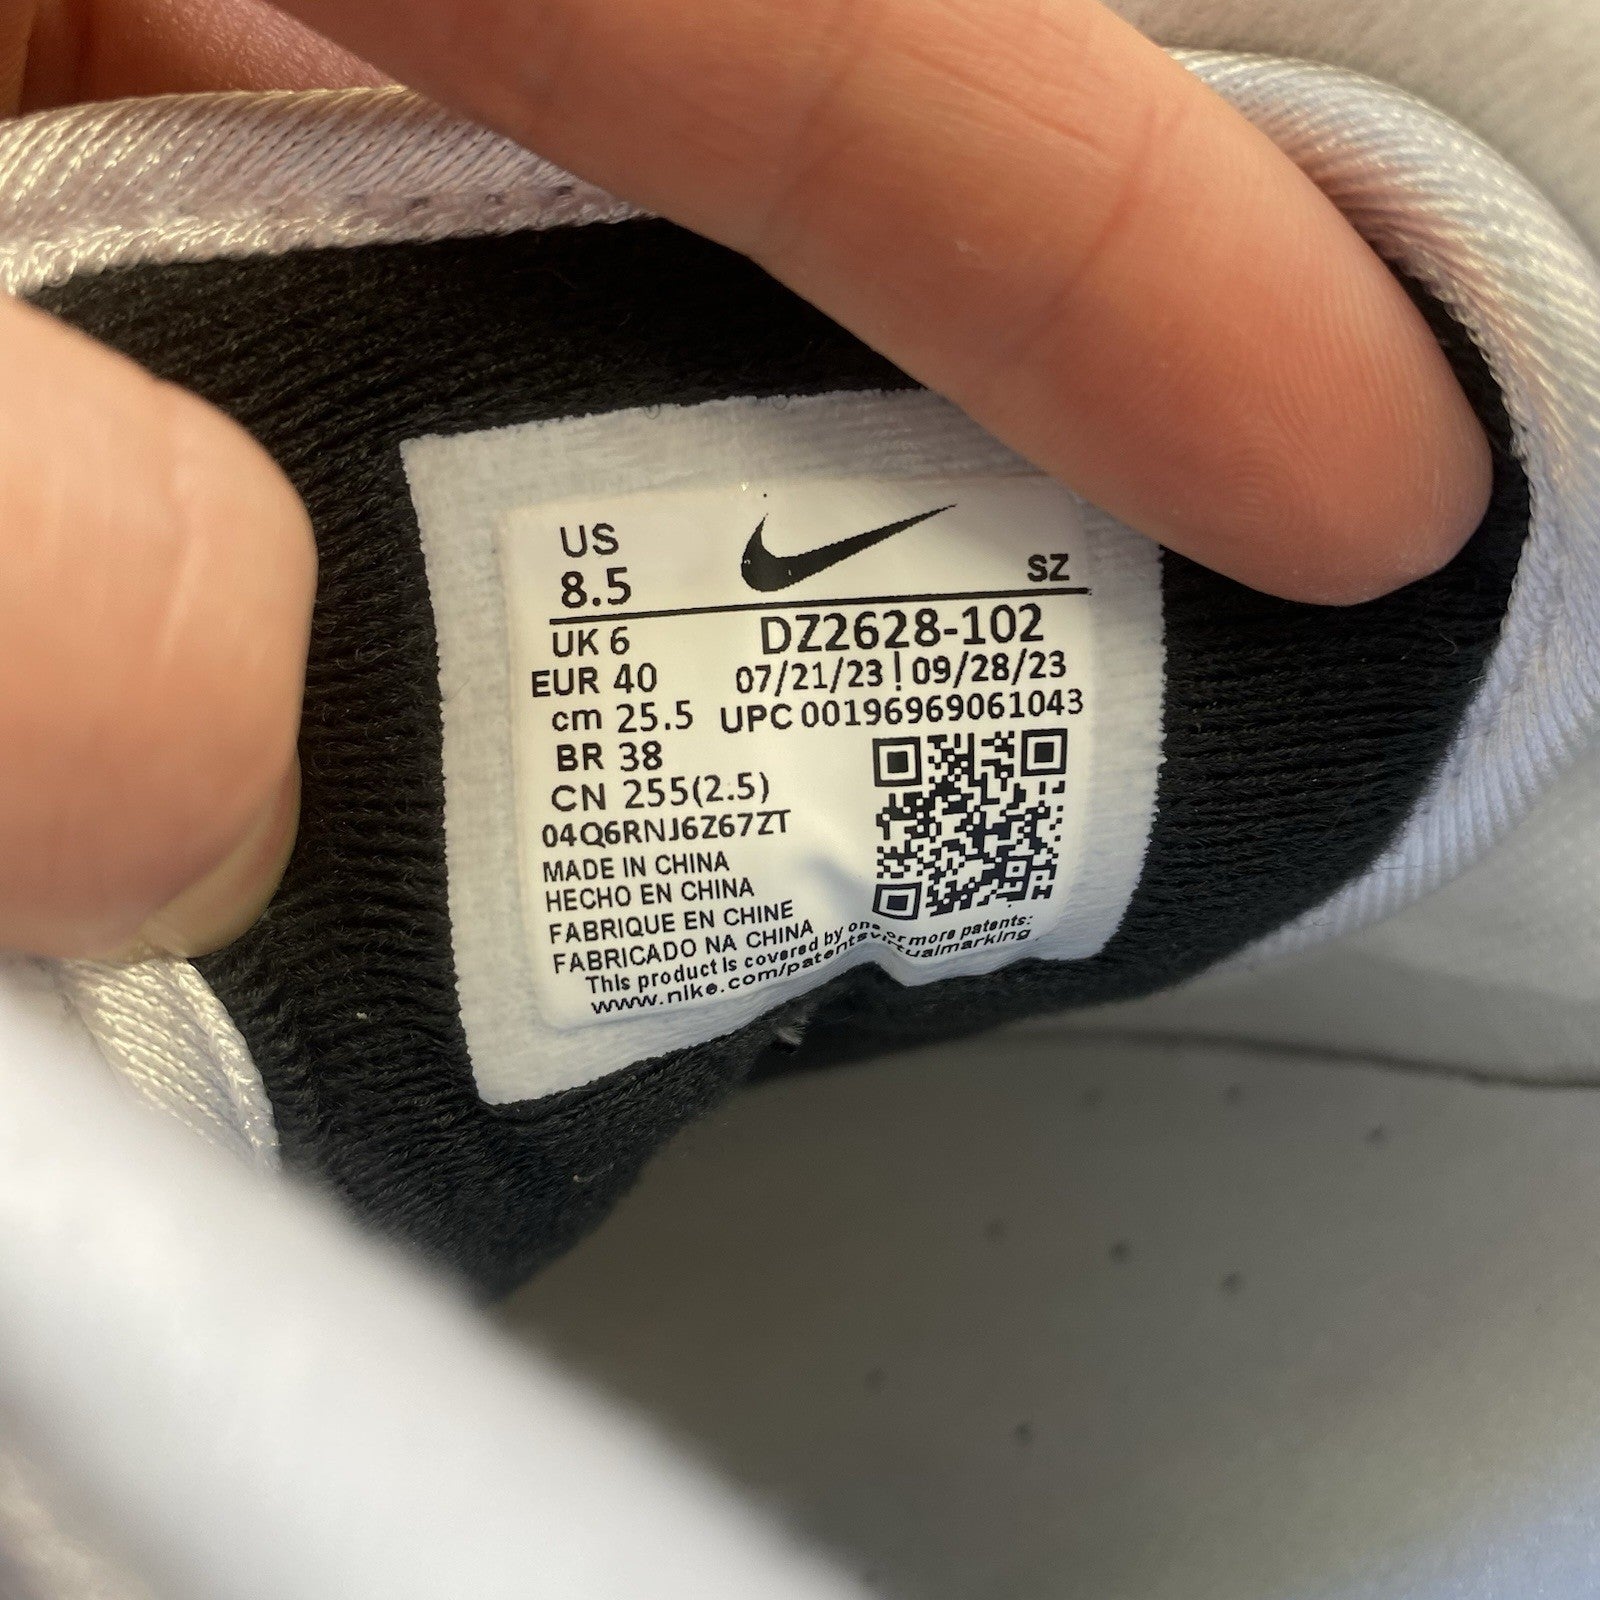 US
8.5
SZ
UK 6
DZ2628-102
EUR 40
07/21/23 | 09/28/23
cm 25.5
UPC 00196969061043
BR 38
CN 255(2.5)
04Q6RNJ6Z67ZT
MADE IN CHINA
HECHO EN CHINA
FABRIQUE EN CHINE
FABRICADO NA CHINA
This product is covered by one or more patents:
www.nike.com/patentsvirtualmarking